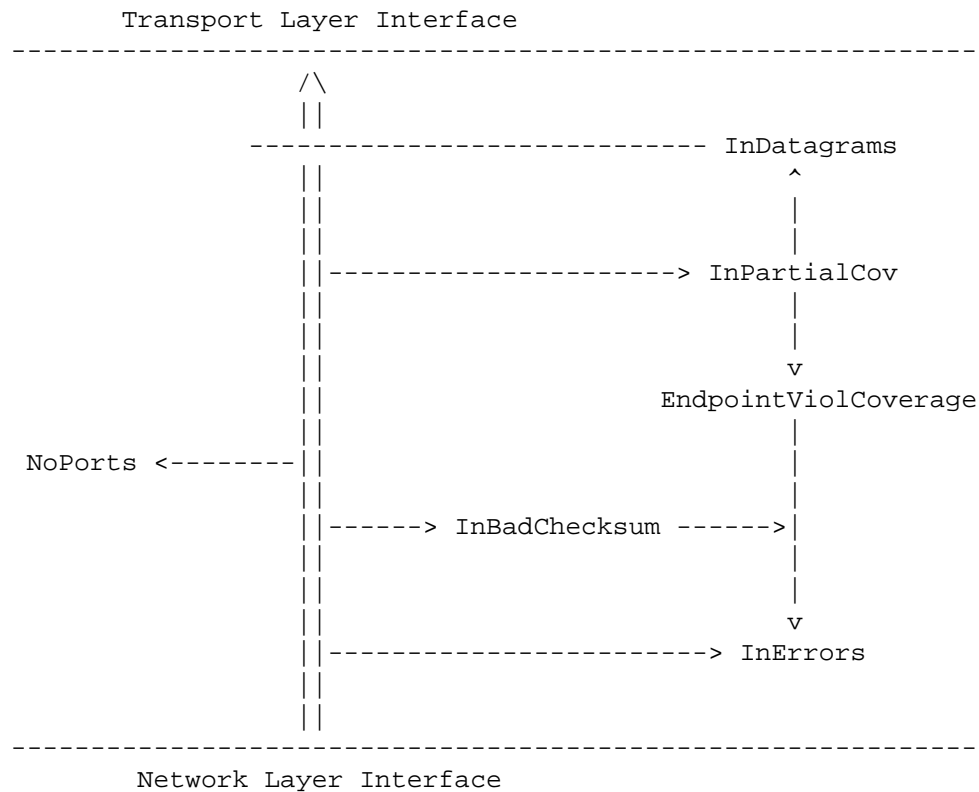 Transport Layer Interface
InDatagrams
InPartialCov
EndpointViolCoverage
NoPorts
InBadChecksum
InErrors
Network Layer Interface